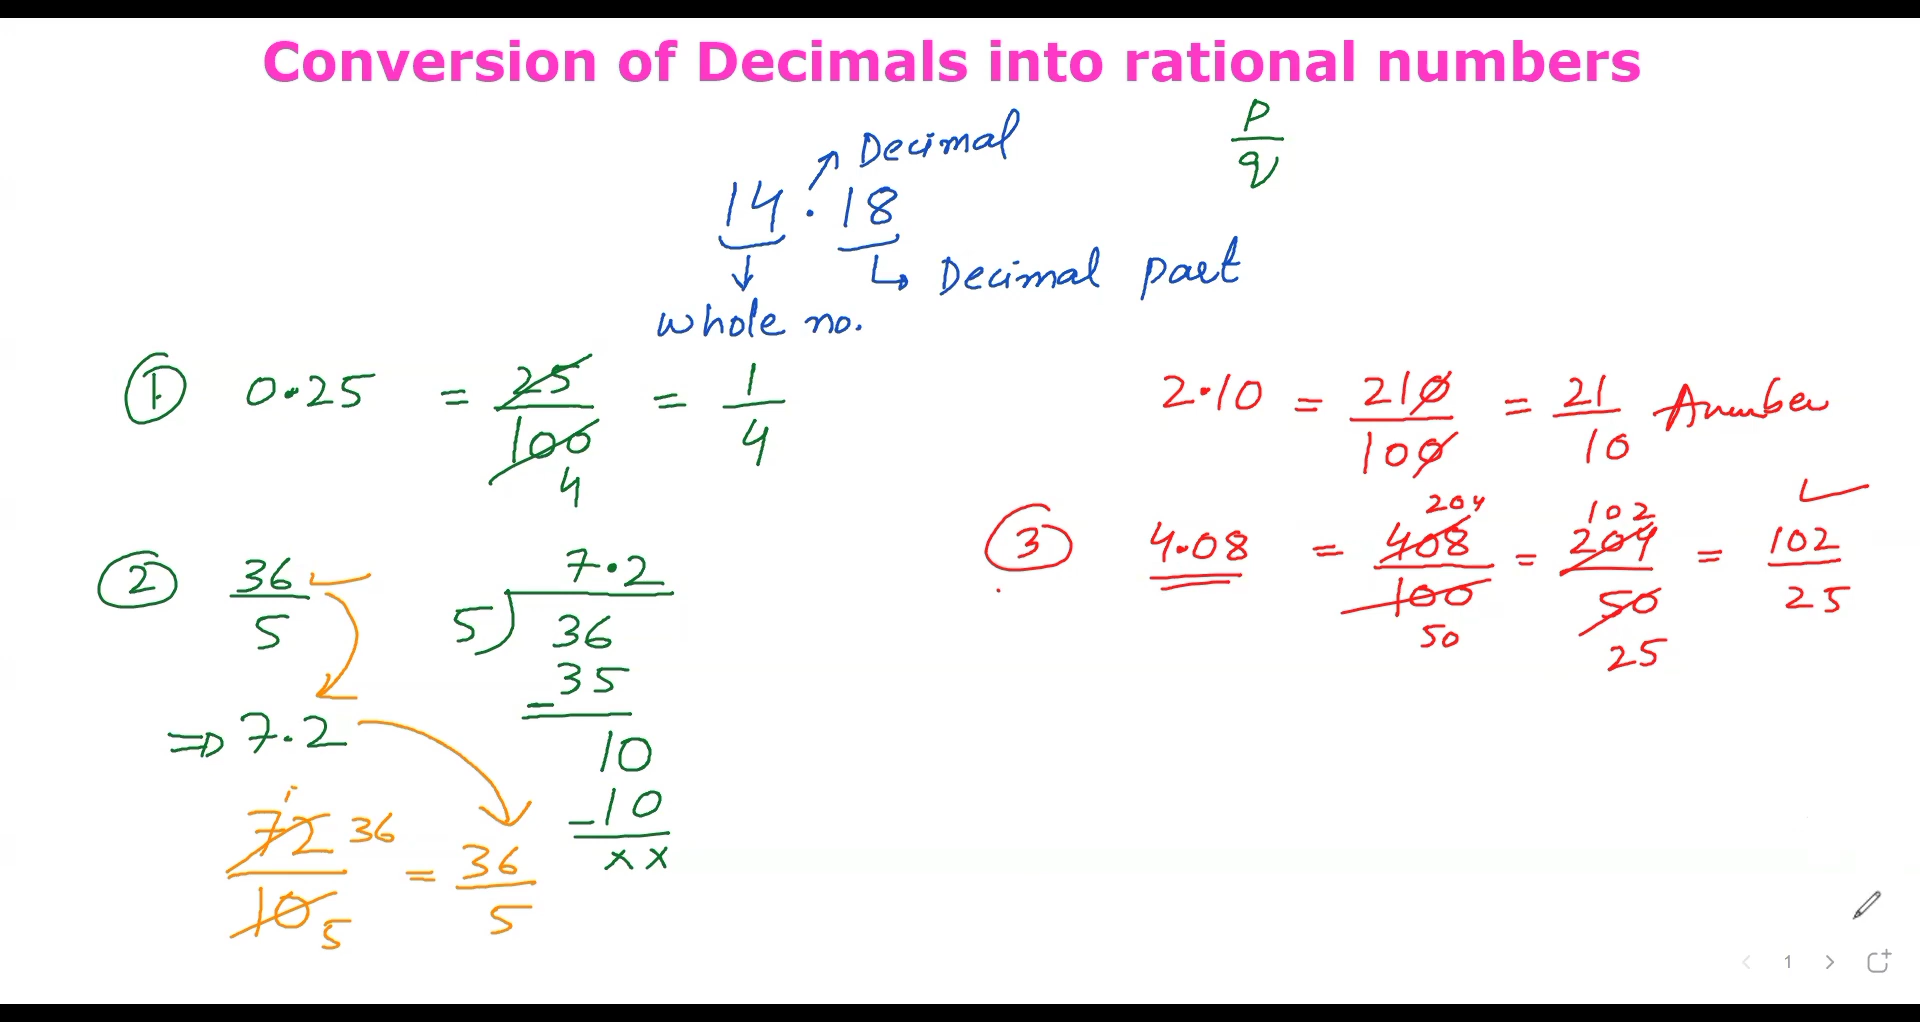 Conversion of Decimals into rational numbers
P/q
Decimal
14.18
Decimal part
whole no.
① 0.25 = 25/100 4 = 1/4
2.10 = 210/100 = 21/10
③ 4.08 = 204 408/100 50 = 102 204/50 25 = 102/25
② 36/5
7.2
5 36
35
10
-10
x x
⇒ 7.2
72/10 36 5 = 36/5
1